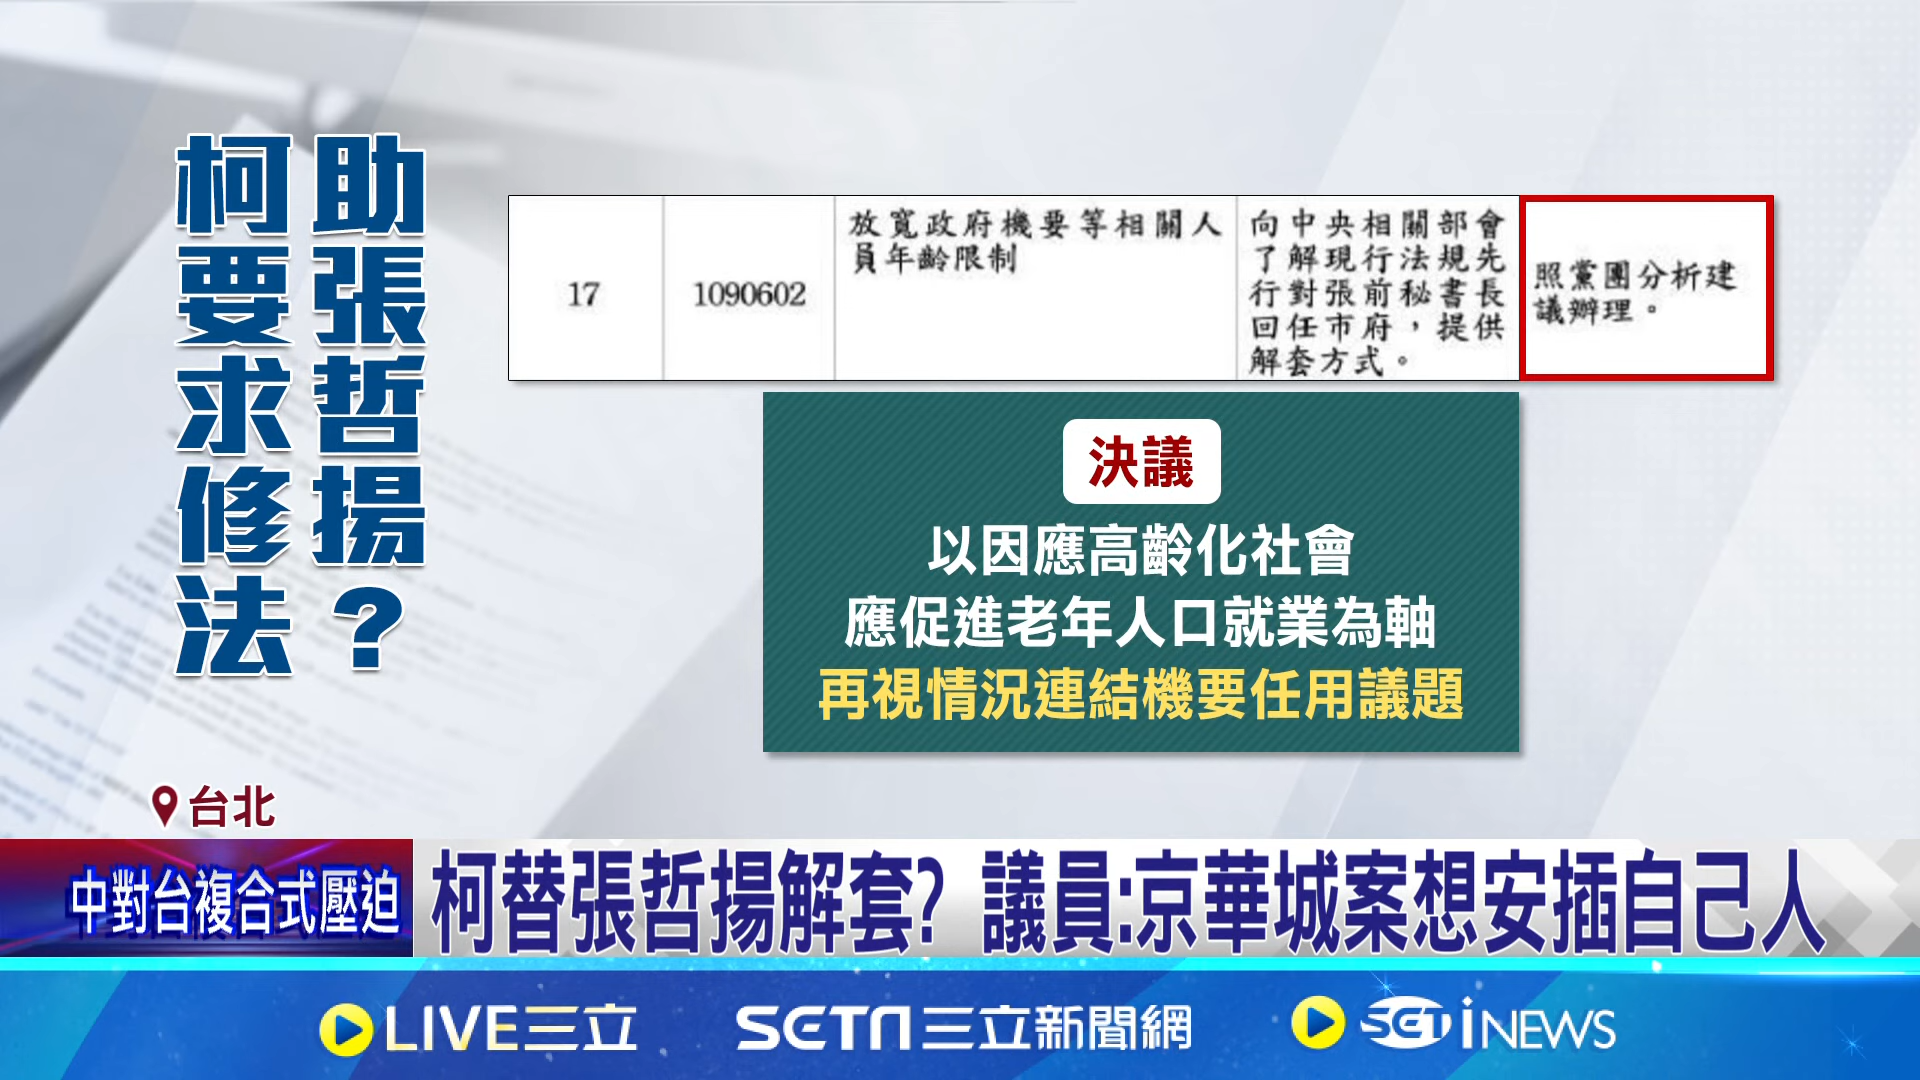 助張哲揚？
柯要求修法
17
1090602
放寬政府機要等相關人
員年齡限制
向中央相關部會
了解現行法規先
行對張前秘書長
回任市府，提供
解套方式。
照黨團分析建
議辦理。
決議
以因應高齡化社會
應促進老年人口就業為軸
再視情況連結機要任用議題
台北
中對台複合式壓迫
柯替張哲揚解套? 議員:京華城案想安插自己人
LIVE三立
SETN三立新聞網
SETiNEWS